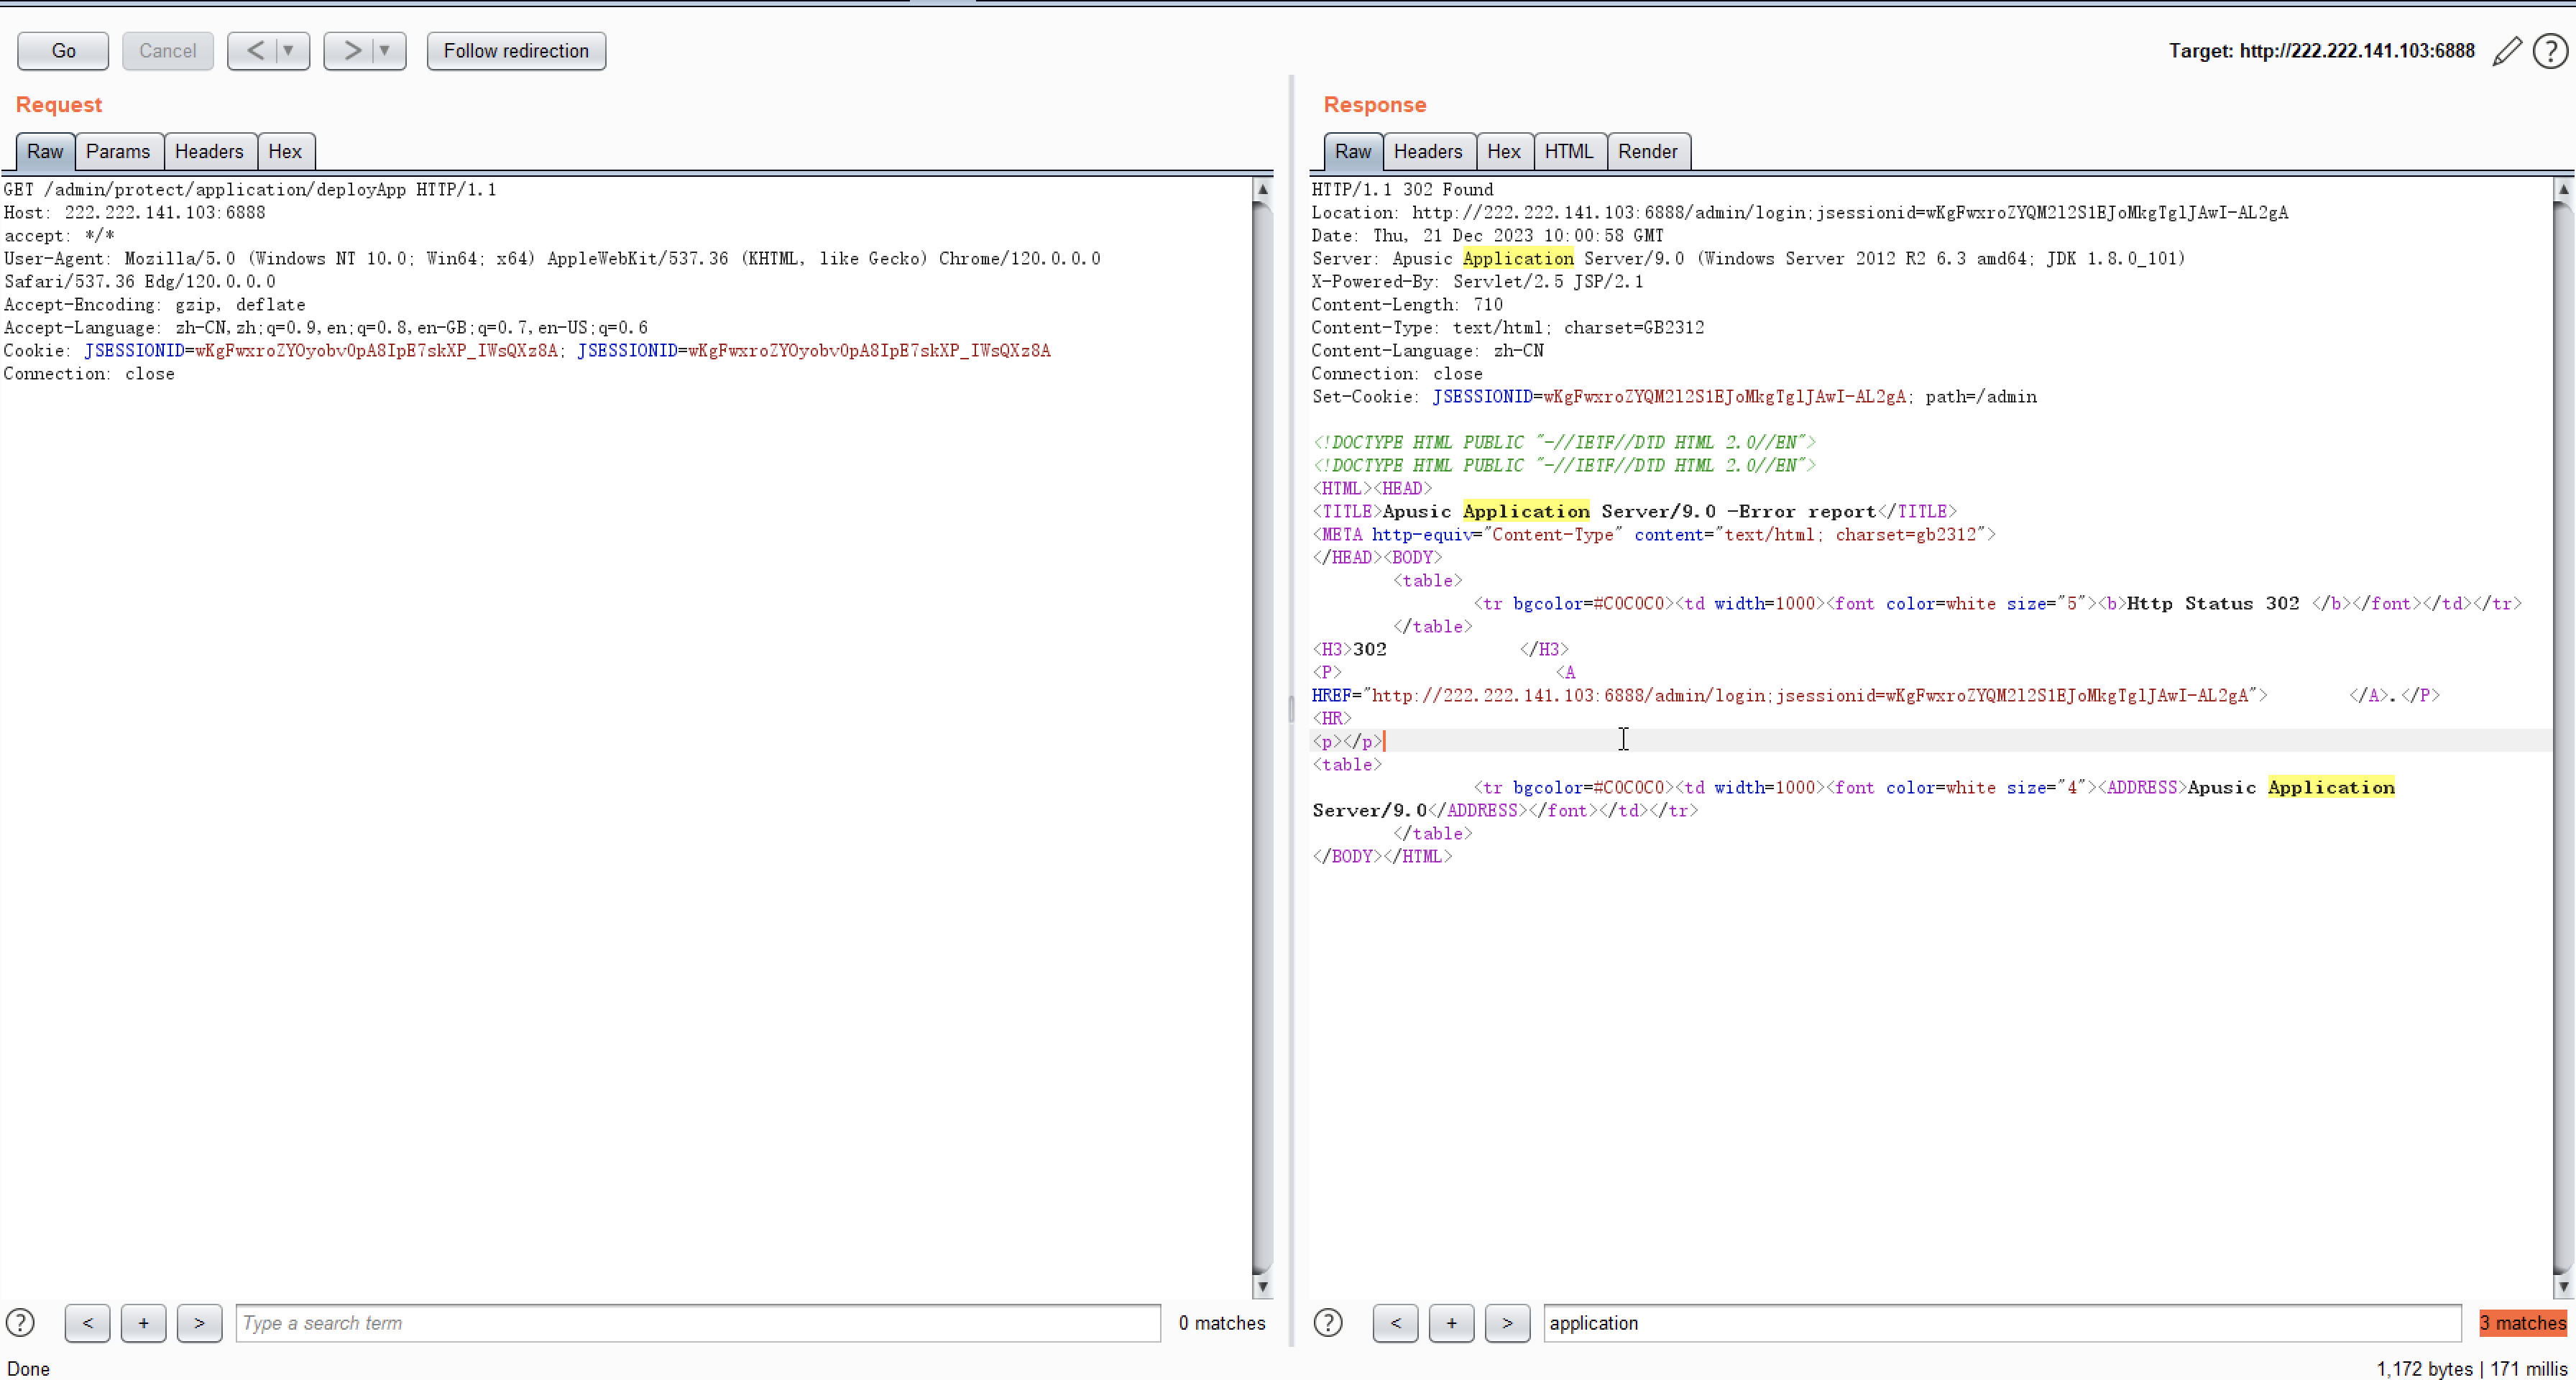 Go Cancel < ▼ > ▼ Follow redirection Target: http://222.222.141.103:6888 ?
Request
Raw Params Headers Hex
GET /admin/protect/application/deployApp HTTP/1.1
Host: 222.222.141.103:6888
accept: */*
User-Agent: Mozilla/5.0 (Windows NT 10.0; Win64; x64) AppleWebKit/537.36 (KHTML, like Gecko) Chrome/120.0.0.0
Safari/537.36 Edg/120.0.0.0
Accept-Encoding: gzip, deflate
Accept-Language: zh-CN,zh;q=0.9,en;q=0.8,en-GB;q=0.7,en-US;q=0.6
Cookie: JSESSIONID=wKgFwxroZYOyobv0pA8IpE7skXP_IWsQXz8A; JSESSIONID=wKgFwxroZYOyobv0pA8IpE7skXP_IWsQXz8A
Connection: close
? < + > Type a search term 0 matches
Response
Raw Headers Hex HTML Render
HTTP/1.1 302 Found
Location: http://222.222.141.103:6888/admin/login;jsessionid=wKgFwxroZYQM2l2S1EJoMkgTglJAwI-AL2gA
Date: Thu, 21 Dec 2023 10:00:58 GMT
Server: Apusic Application Server/9.0 (Windows Server 2012 R2 6.3 amd64; JDK 1.8.0_101)
X-Powered-By: Servlet/2.5 JSP/2.1
Content-Length: 710
Content-Type: text/html; charset=GB2312
Content-Language: zh-CN
Connection: close
Set-Cookie: JSESSIONID=wKgFwxroZYQM2l2S1EJoMkgTglJAwI-AL2gA; path=/admin
<!DOCTYPE HTML PUBLIC "-//IETF//DTD HTML 2.0//EN">
<!DOCTYPE HTML PUBLIC "-//IETF//DTD HTML 2.0//EN">
<HTML><HEAD>
<TITLE>Apusic Application Server/9.0 -Error report</TITLE>
<META http-equiv="Content-Type" content="text/html; charset=gb2312">
</HEAD><BODY>
<table>
<tr bgcolor=#C0C0C0><td width=1000><font color=white size="5"><b>Http Status 302 </b></font></td></tr>
</table>
<H3>302 </H3>
<P> <A
HREF="http://222.222.141.103:6888/admin/login;jsessionid=wKgFwxroZYQM2l2S1EJoMkgTglJAwI-AL2gA"> </A>.</P>
<HR>
<p></p>
<table>
<tr bgcolor=#C0C0C0><td width=1000><font color=white size="4"><ADDRESS>Apusic Application
Server/9.0</ADDRESS></font></td></tr>
</table>
</BODY></HTML>
? < + > application 3 matches
Done 1,172 bytes | 171 millis